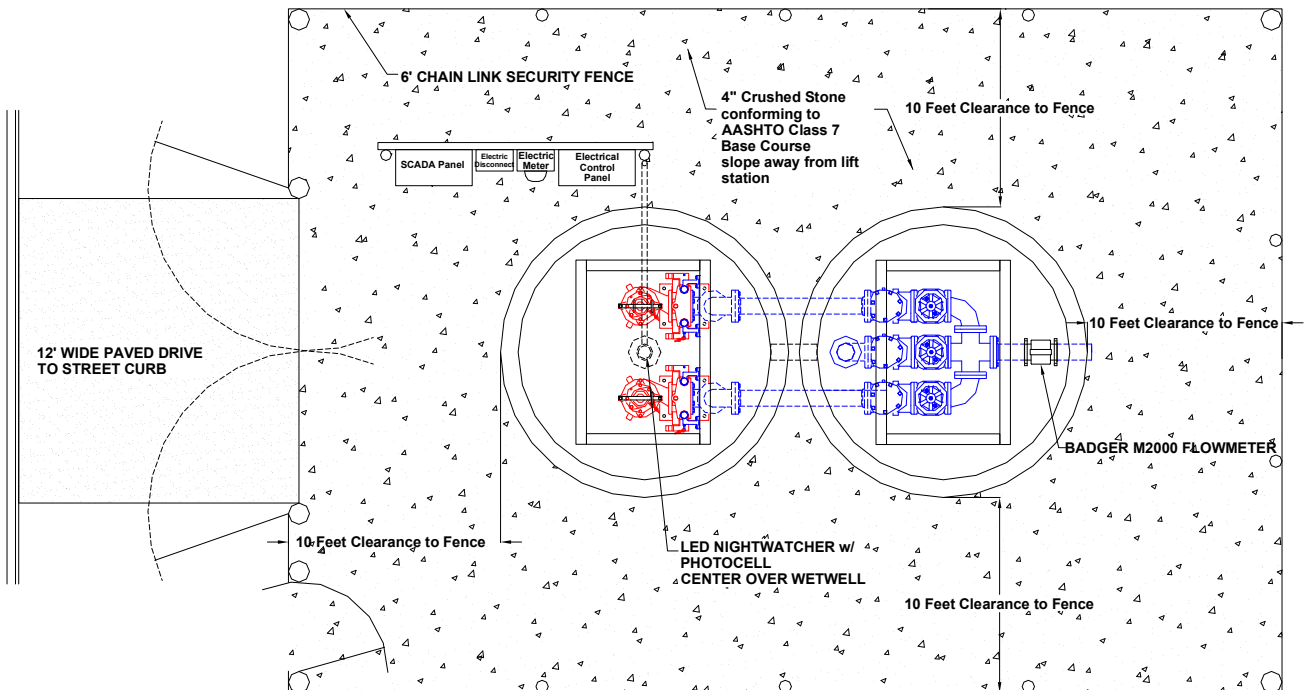 6' CHAIN LINK SECURITY FENCE
4" Crushed Stone
conforming to
AASHTO Class 7
Base Course
slope away from lift
station
10 Feet Clearance to Fence
SCADA Panel
Electric
Disconnect
Electric
Meter
Electrical
Control
Panel
12' WIDE PAVED DRIVE
TO STREET CURB
10 Feet Clearance to Fence
BADGER M2000 FLOWMETER
10 Feet Clearance to Fence
LED NIGHTWATCHER w/
PHOTOCELL
CENTER OVER WETWELL
10 Feet Clearance to Fence